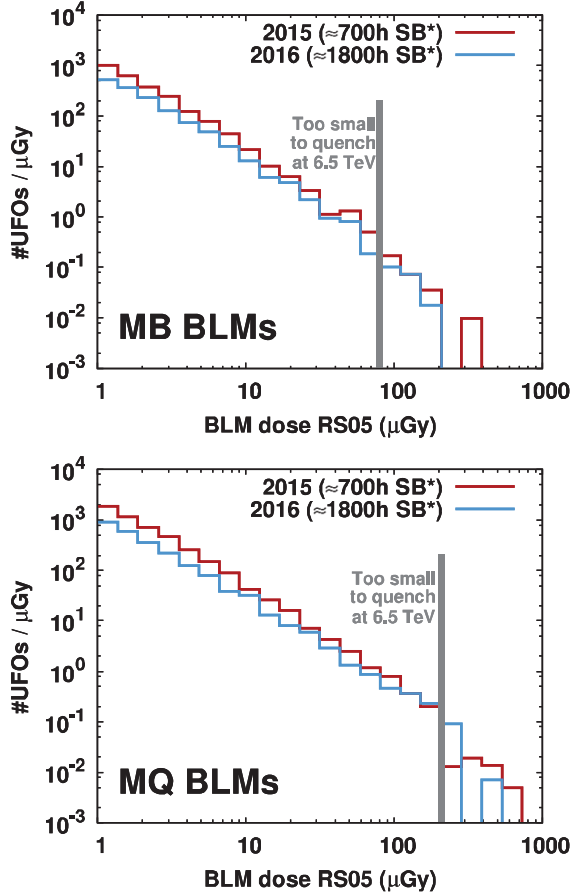 2015 (≈700h SB*)
2016 (≈1800h SB*)
10^4
10^3
10^2
10^1
10^0
10^-1
10^-2
10^-3
#UFOs / μGy
Too small
to quench
at 6.5 TeV
MB BLMs
1 10 100 1000
BLM dose RS05 (μGy)
2015 (≈700h SB*)
2016 (≈1800h SB*)
10^4
10^3
10^2
10^1
10^0
10^-1
10^-2
10^-3
#UFOs / μGy
Too small
to quench
at 6.5 TeV
MQ BLMs
1 10 100 1000
BLM dose RS05 (μGy)